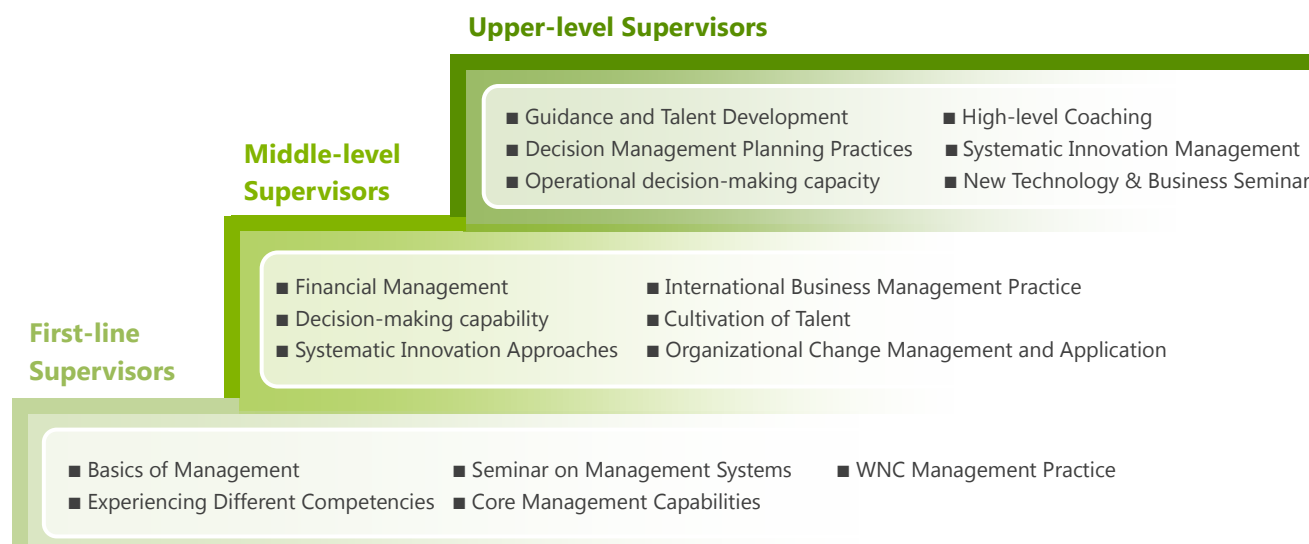 Upper-level Supervisors
■ Guidance and Talent Development
■ Decision Management Planning Practices
■ Operational decision-making capacity
■ High-level Coaching
■ Systematic Innovation Management
■ New Technology & Business Seminar
Middle-level
Supervisors
■ Financial Management
■ Decision-making capability
■ Systematic Innovation Approaches
■ International Business Management Practice
■ Cultivation of Talent
■ Organizational Change Management and Application
First-line
Supervisors
■ Basics of Management
■ Experiencing Different Competencies
■ Seminar on Management Systems
■ Core Management Capabilities
■ WNC Management Practice